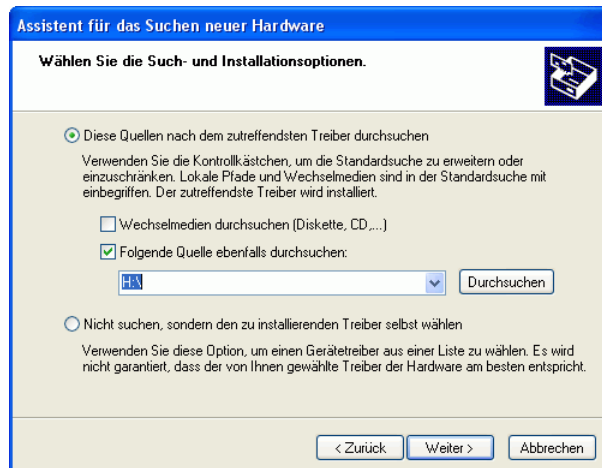 Assistent für das Suchen neuer Hardware
Wählen Sie die Such- und Installationsoptionen.
Diese Quellen nach dem zutreffendsten Treiber durchsuchen
Verwenden Sie die Kontrollkästchen, um die Standardsuche zu erweitern oder
einzuschränken. Lokale Pfade und Wechselmedien sind in der Standardsuche mit
einbegriffen. Der zutreffendste Treiber wird installiert.
Wechselmedien durchsuchen (Diskette, CD,...)
Folgende Quelle ebenfalls durchsuchen:
H:\ Durchsuchen
Nicht suchen, sondern den zu installierenden Treiber selbst wählen
Verwenden Sie diese Option, um einen Gerätetreiber aus einer Liste zu wählen. Es wird
nicht garantiert, dass der von Ihnen gewählte Treiber der Hardware am besten entspricht.
< Zurück Weiter > Abbrechen